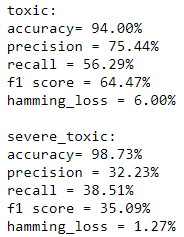 toxic:
accuracy= 94.00%
precision = 75.44%
recall = 56.29%
f1 score = 64.47%
hamming_loss = 6.00%

severe_toxic:
accuracy= 98.73%
precision = 32.23%
recall = 38.51%
f1 score = 35.09%
hamming_loss = 1.27%